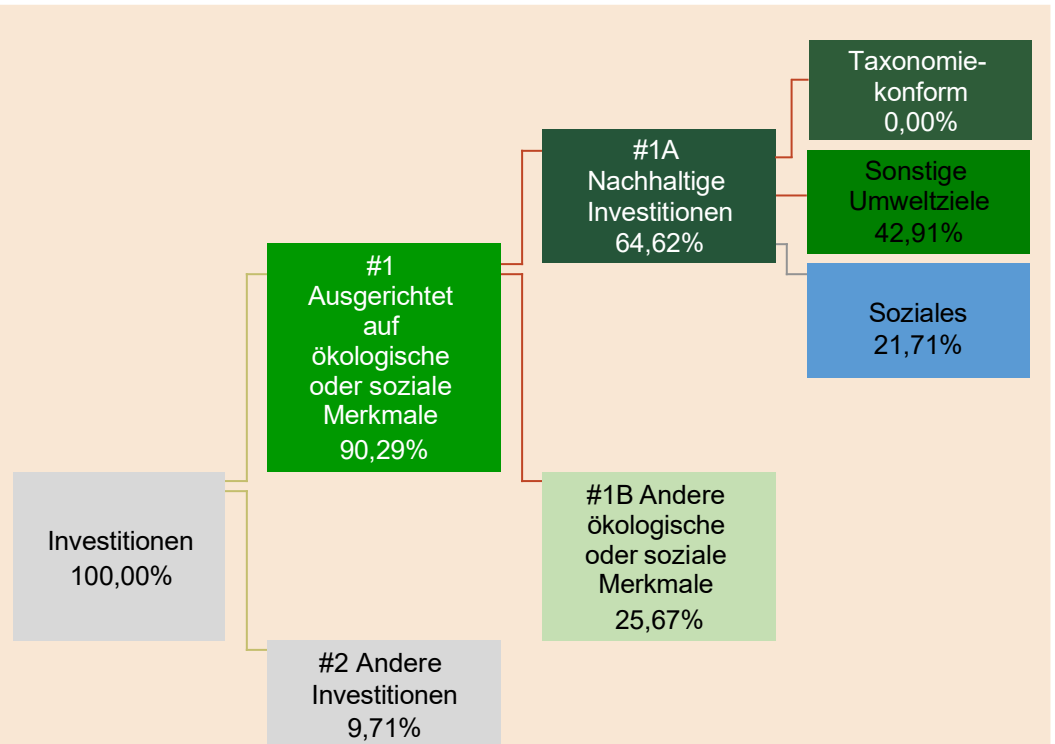 Investitionen
100,00%
#1
Ausgerichtet
auf
ökologische
oder soziale
Merkmale
90,29%
#2 Andere
Investitionen
9,71%
#1A
Nachhaltige
Investitionen
64,62%
#1B Andere
ökologische
oder soziale
Merkmale
25,67%
Taxonomie-
konform
0,00%
Sonstige
Umweltziele
42,91%
Soziales
21,71%